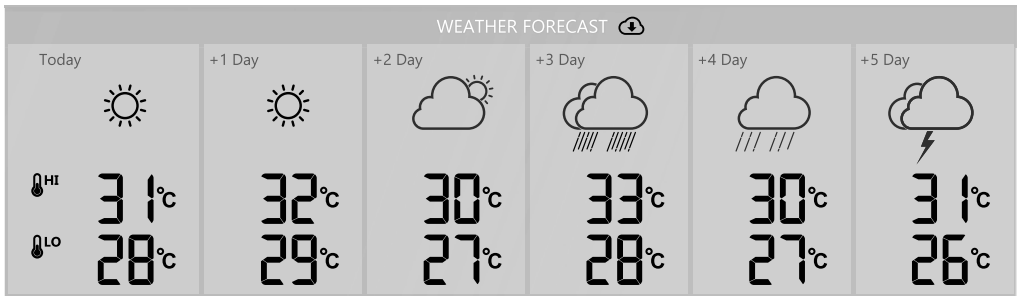 WEATHER FORECAST
Today +1 Day +2 Day +3 Day +4 Day +5 Day
HI 31°C 32°C 30°C 33°C 30°C 31°C
LO 28°C 29°C 27°C 28°C 27°C 26°C